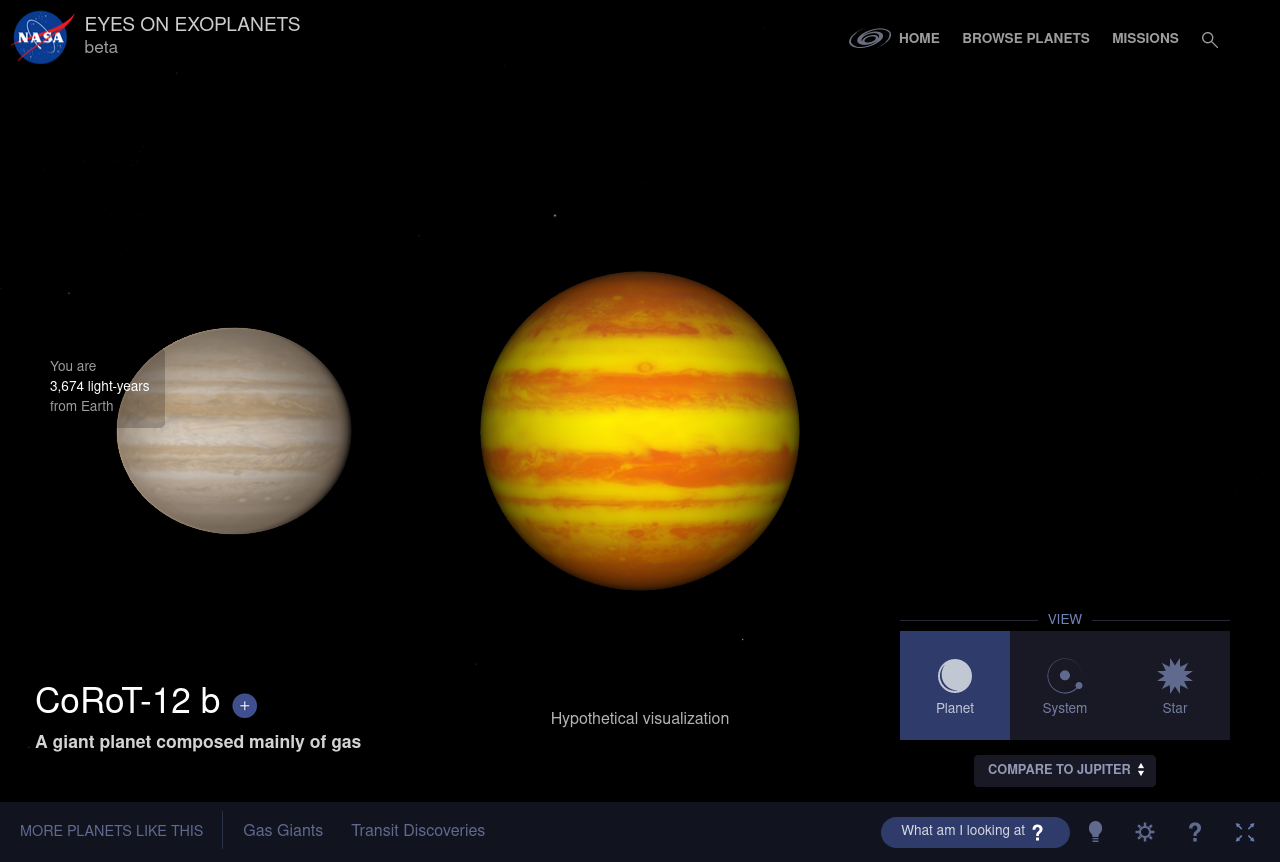 NASA
EYES ON EXOPLANETS
beta
HOME
BROWSE PLANETS
MISSIONS
You are
3,674 light-years
from Earth
VIEW
Planet
System
Star
CoRoT-12 b +
A giant planet composed mainly of gas
Hypothetical visualization
COMPARE TO JUPITER
MORE PLANETS LIKE THIS
Gas Giants
Transit Discoveries
What am I looking at ?
?